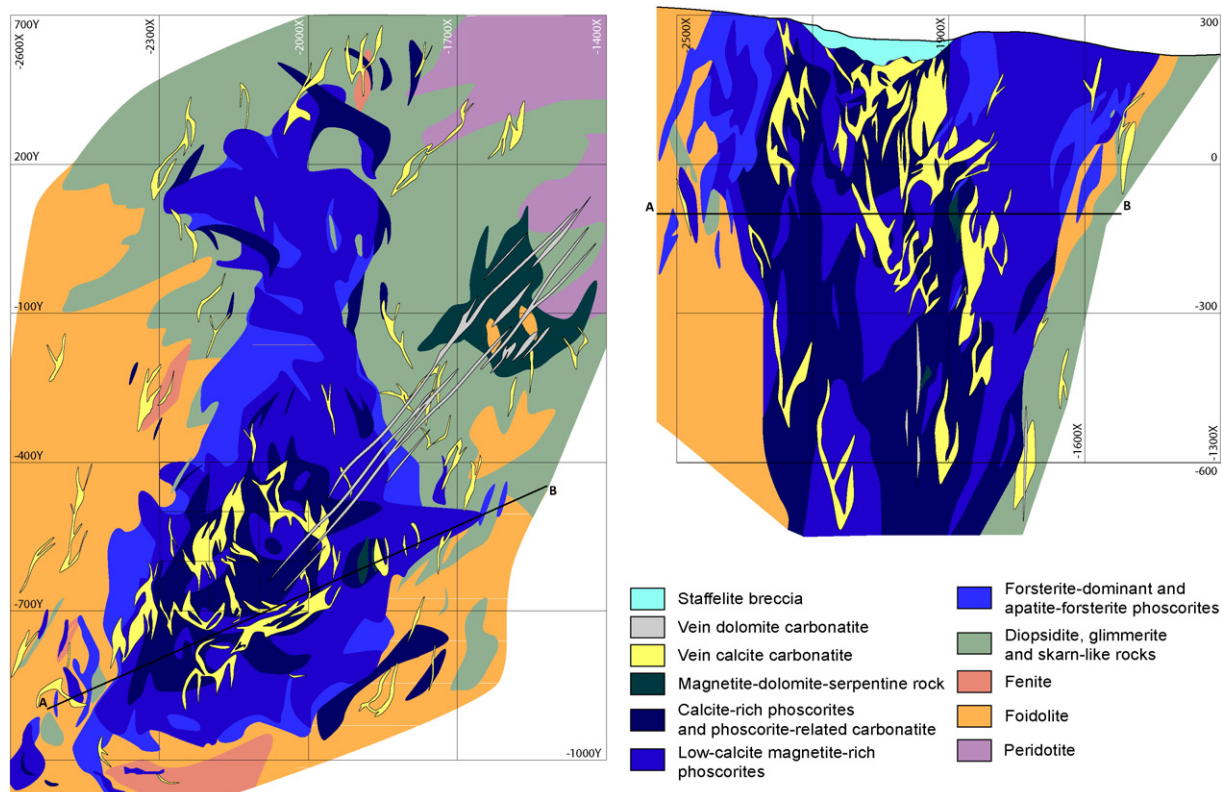 -2600X
-2300X
-2000X
-1700X
-1400X
700Y
200Y
-100Y
-400Y
-700Y
-1000Y
A
B
-2500X
-1900X
300
0
A
B
-300
-1600X
-1300X
-600
Staffelite breccia
Vein dolomite carbonatite
Vein calcite carbonatite
Magnetite-dolomite-serpentine rock
Calcite-rich phoscorites
and phoscorite-related carbonatite
Low-calcite magnetite-rich
phoscorites
Forsterite-dominant and
apatite-forsterite phoscorites
Diopsidite, glimmerite
and skarn-like rocks
Fenite
Foidolite
Peridotite